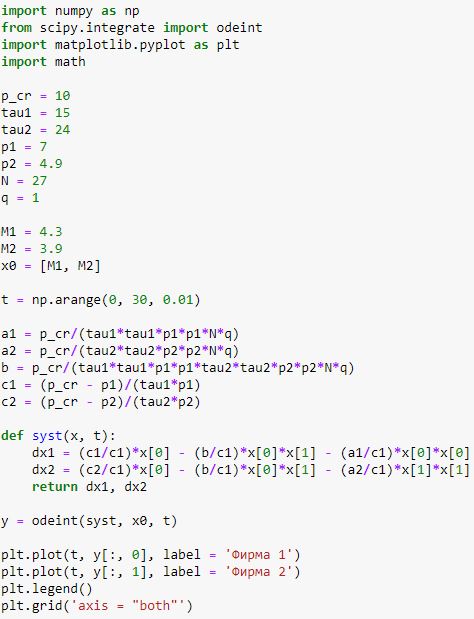 import numpy as np
from scipy.integrate import odeint
import matplotlib.pyplot as plt
import math
p_cr = 10
tau1 = 15
tau2 = 24
p1 = 7
p2 = 4.9
N = 27
q = 1
M1 = 4.3
M2 = 3.9
x0 = [M1, M2]
t = np.arange(0, 30, 0.01)
a1 = p_cr/(tau1*tau1*p1*p1*N*q)
a2 = p_cr/(tau2*tau2*p2*p2*N*q)
b = p_cr/(tau1*tau1*p1*p1*tau2*tau2*p2*p2*N*q)
c1 = (p_cr - p1)/(tau1*p1)
c2 = (p_cr - p2)/(tau2*p2)
def syst(x, t):
    dx1 = (c1/c1)*x[0] - (b/c1)*x[0]*x[1] - (a1/c1)*x[0]*x[0]
    dx2 = (c2/c1)*x[1] - (b/c1)*x[0]*x[1] - (a2/c1)*x[1]*x[1]
    return dx1, dx2
y = odeint(syst, x0, t)
plt.plot(t, y[:, 0], label = 'Фирма 1')
plt.plot(t, y[:, 1], label = 'Фирма 2')
plt.legend()
plt.grid('axis = "both"')